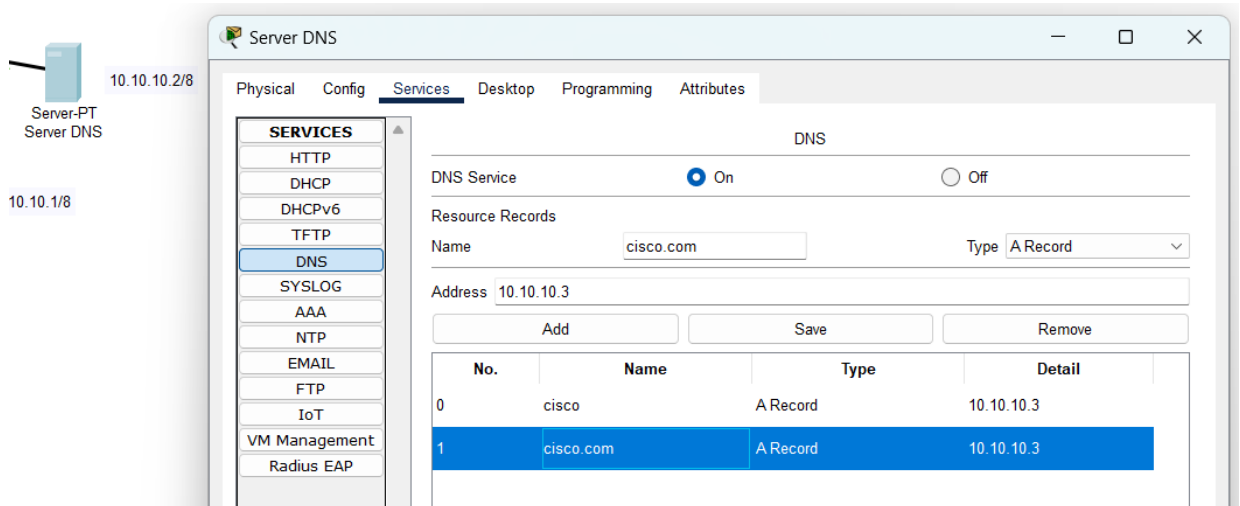 10.10.10.2/8
Server-PT
Server DNS
10.10.1/8
Server DNS
Physical Config Services Desktop Programming Attributes
SERVICES
HTTP
DHCP
DHCPv6
TFTP
DNS
SYSLOG
AAA
NTP
EMAIL
FTP
IoT
VM Management
Radius EAP
DNS
DNS Service On Off
Resource Records
Name cisco.com Type A Record
Address 10.10.10.3
Add Save Remove
No. Name Type Detail
0 cisco A Record 10.10.10.3
1 cisco.com A Record 10.10.10.3